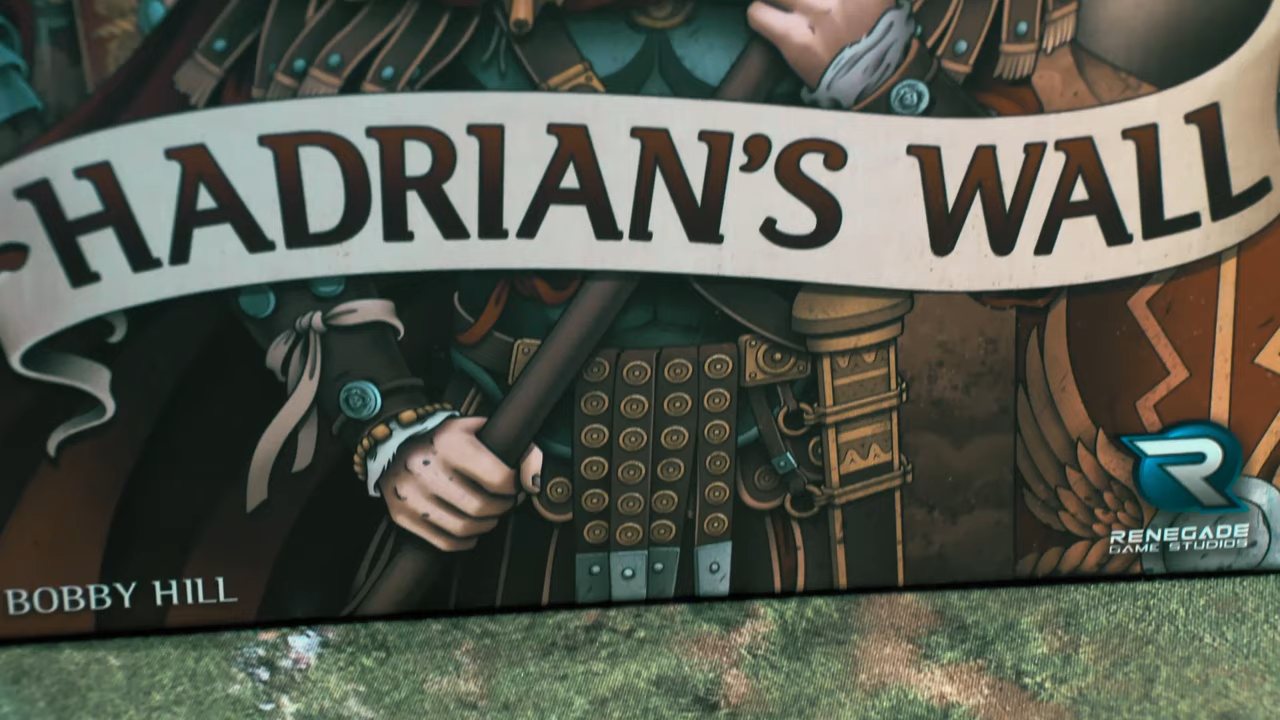 HADRIAN'S WALL
BOBBY HILL
R
RENEGADE
GAME STUDIOS